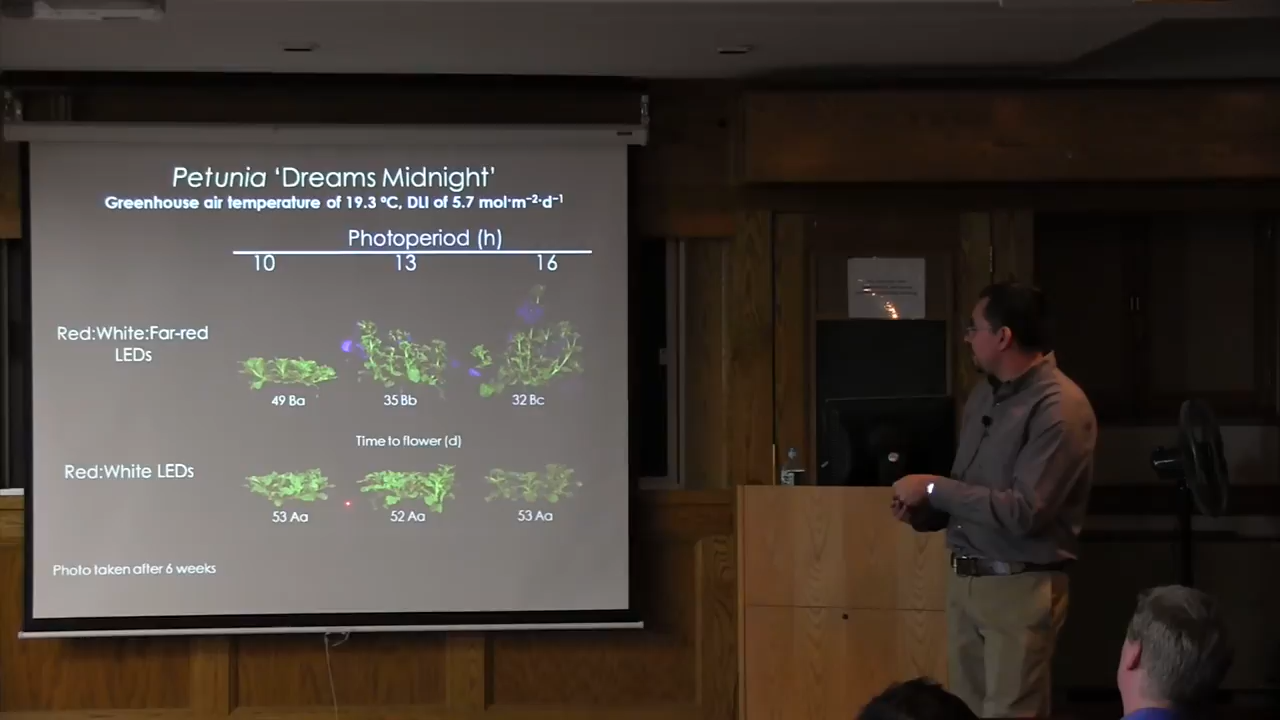 Petunia ‘Dreams Midnight’
Greenhouse air temperature of 19.3 ºC, DLI of 5.7 mol·m⁻²·d⁻¹
Photoperiod (h)
10 13 16
Red:White:Far-red
LEDs
49 Ba 35 Bb 32 Bc
Time to flower (d)
Red:White LEDs
53 Aa 52 Aa 53 Aa
Photo taken after 6 weeks